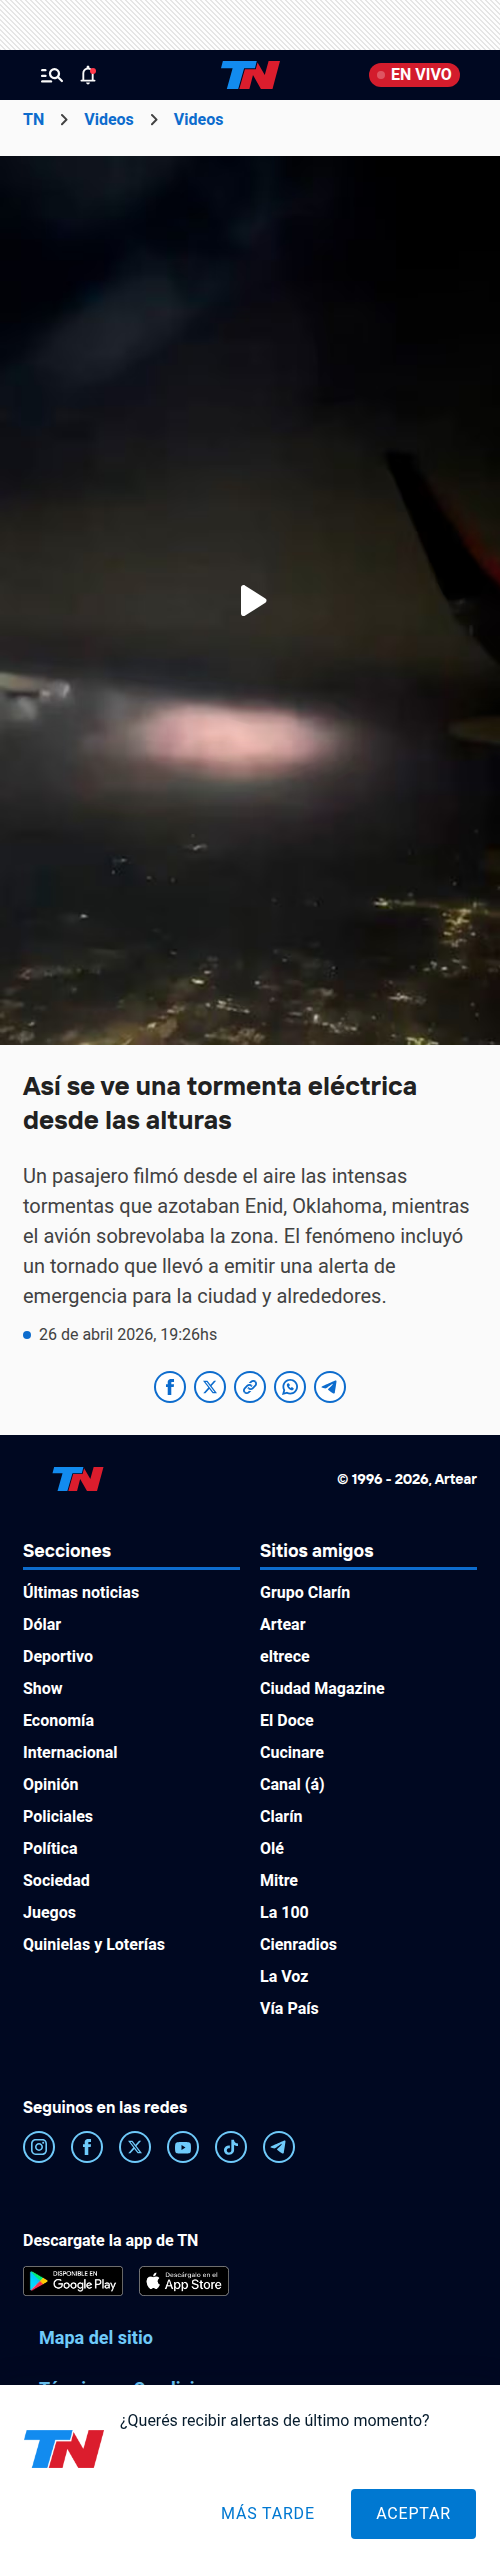 TN
EN VIVO
TN > Videos > Videos
Así se ve una tormenta eléctrica
desde las alturas
Un pasajero filmó desde el aire las intensas
tormentas que azotaban Enid, Oklahoma, mientras
el avión sobrevolaba la zona. El fenómeno incluyó
un tornado que llevó a emitir una alerta de
emergencia para la ciudad y alrededores.
26 de abril 2026, 19:26hs
TN
© 1996 - 2026, Artear
Secciones
Últimas noticias
Dólar
Deportivo
Show
Economía
Internacional
Opinión
Policiales
Política
Sociedad
Juegos
Quinielas y Loterías
Sitios amigos
Grupo Clarín
Artear
eltrece
Ciudad Magazine
El Doce
Cucinare
Canal (á)
Clarín
Olé
Mitre
La 100
Cienradios
La Voz
Vía País
Seguinos en las redes
Descargate la app de TN
DISPONIBLE EN
Google Play
Descárgalo en el
App Store
Mapa del sitio
TN
¿Querés recibir alertas de último momento?
MÁS TARDE
ACEPTAR